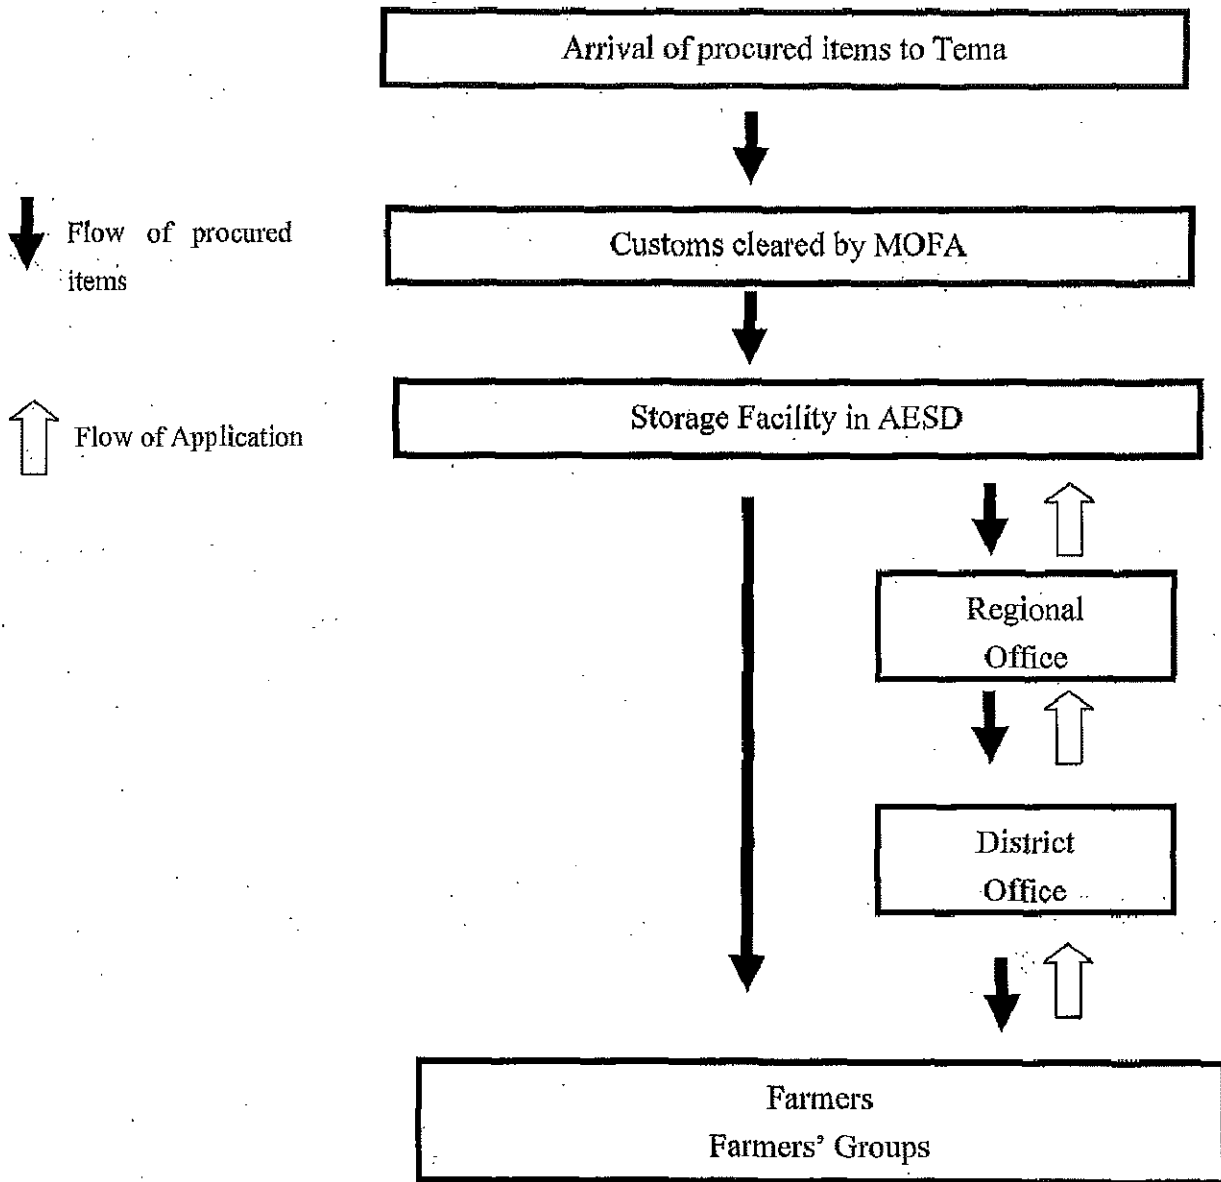 Arrival of procured items to Tema
Flow of procured
items
Customs cleared by MOFA
Flow of Application
Storage Facility in AESD
Regional
Office
District
Office
Farmers
Farmers' Groups